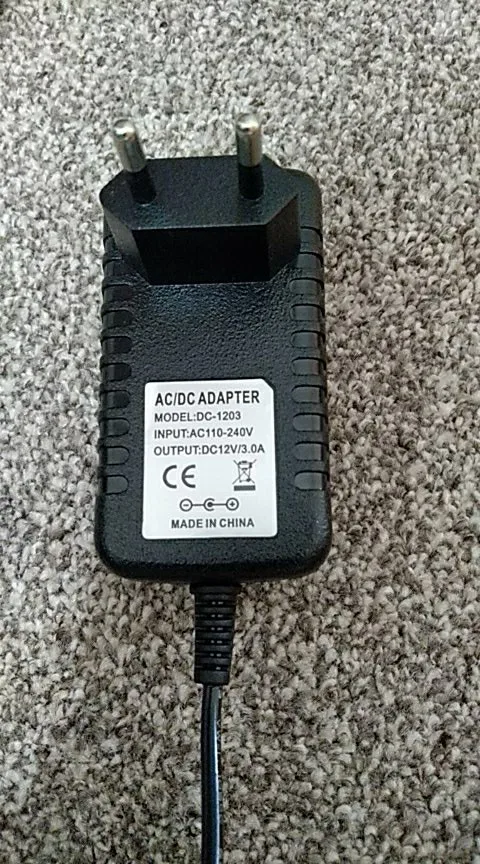 AC/DC ADAPTER
MODEL:DC-1203
INPUT:AC110-240V
OUTPUT:DC12V/3.0A
CE
MADE IN CHINA